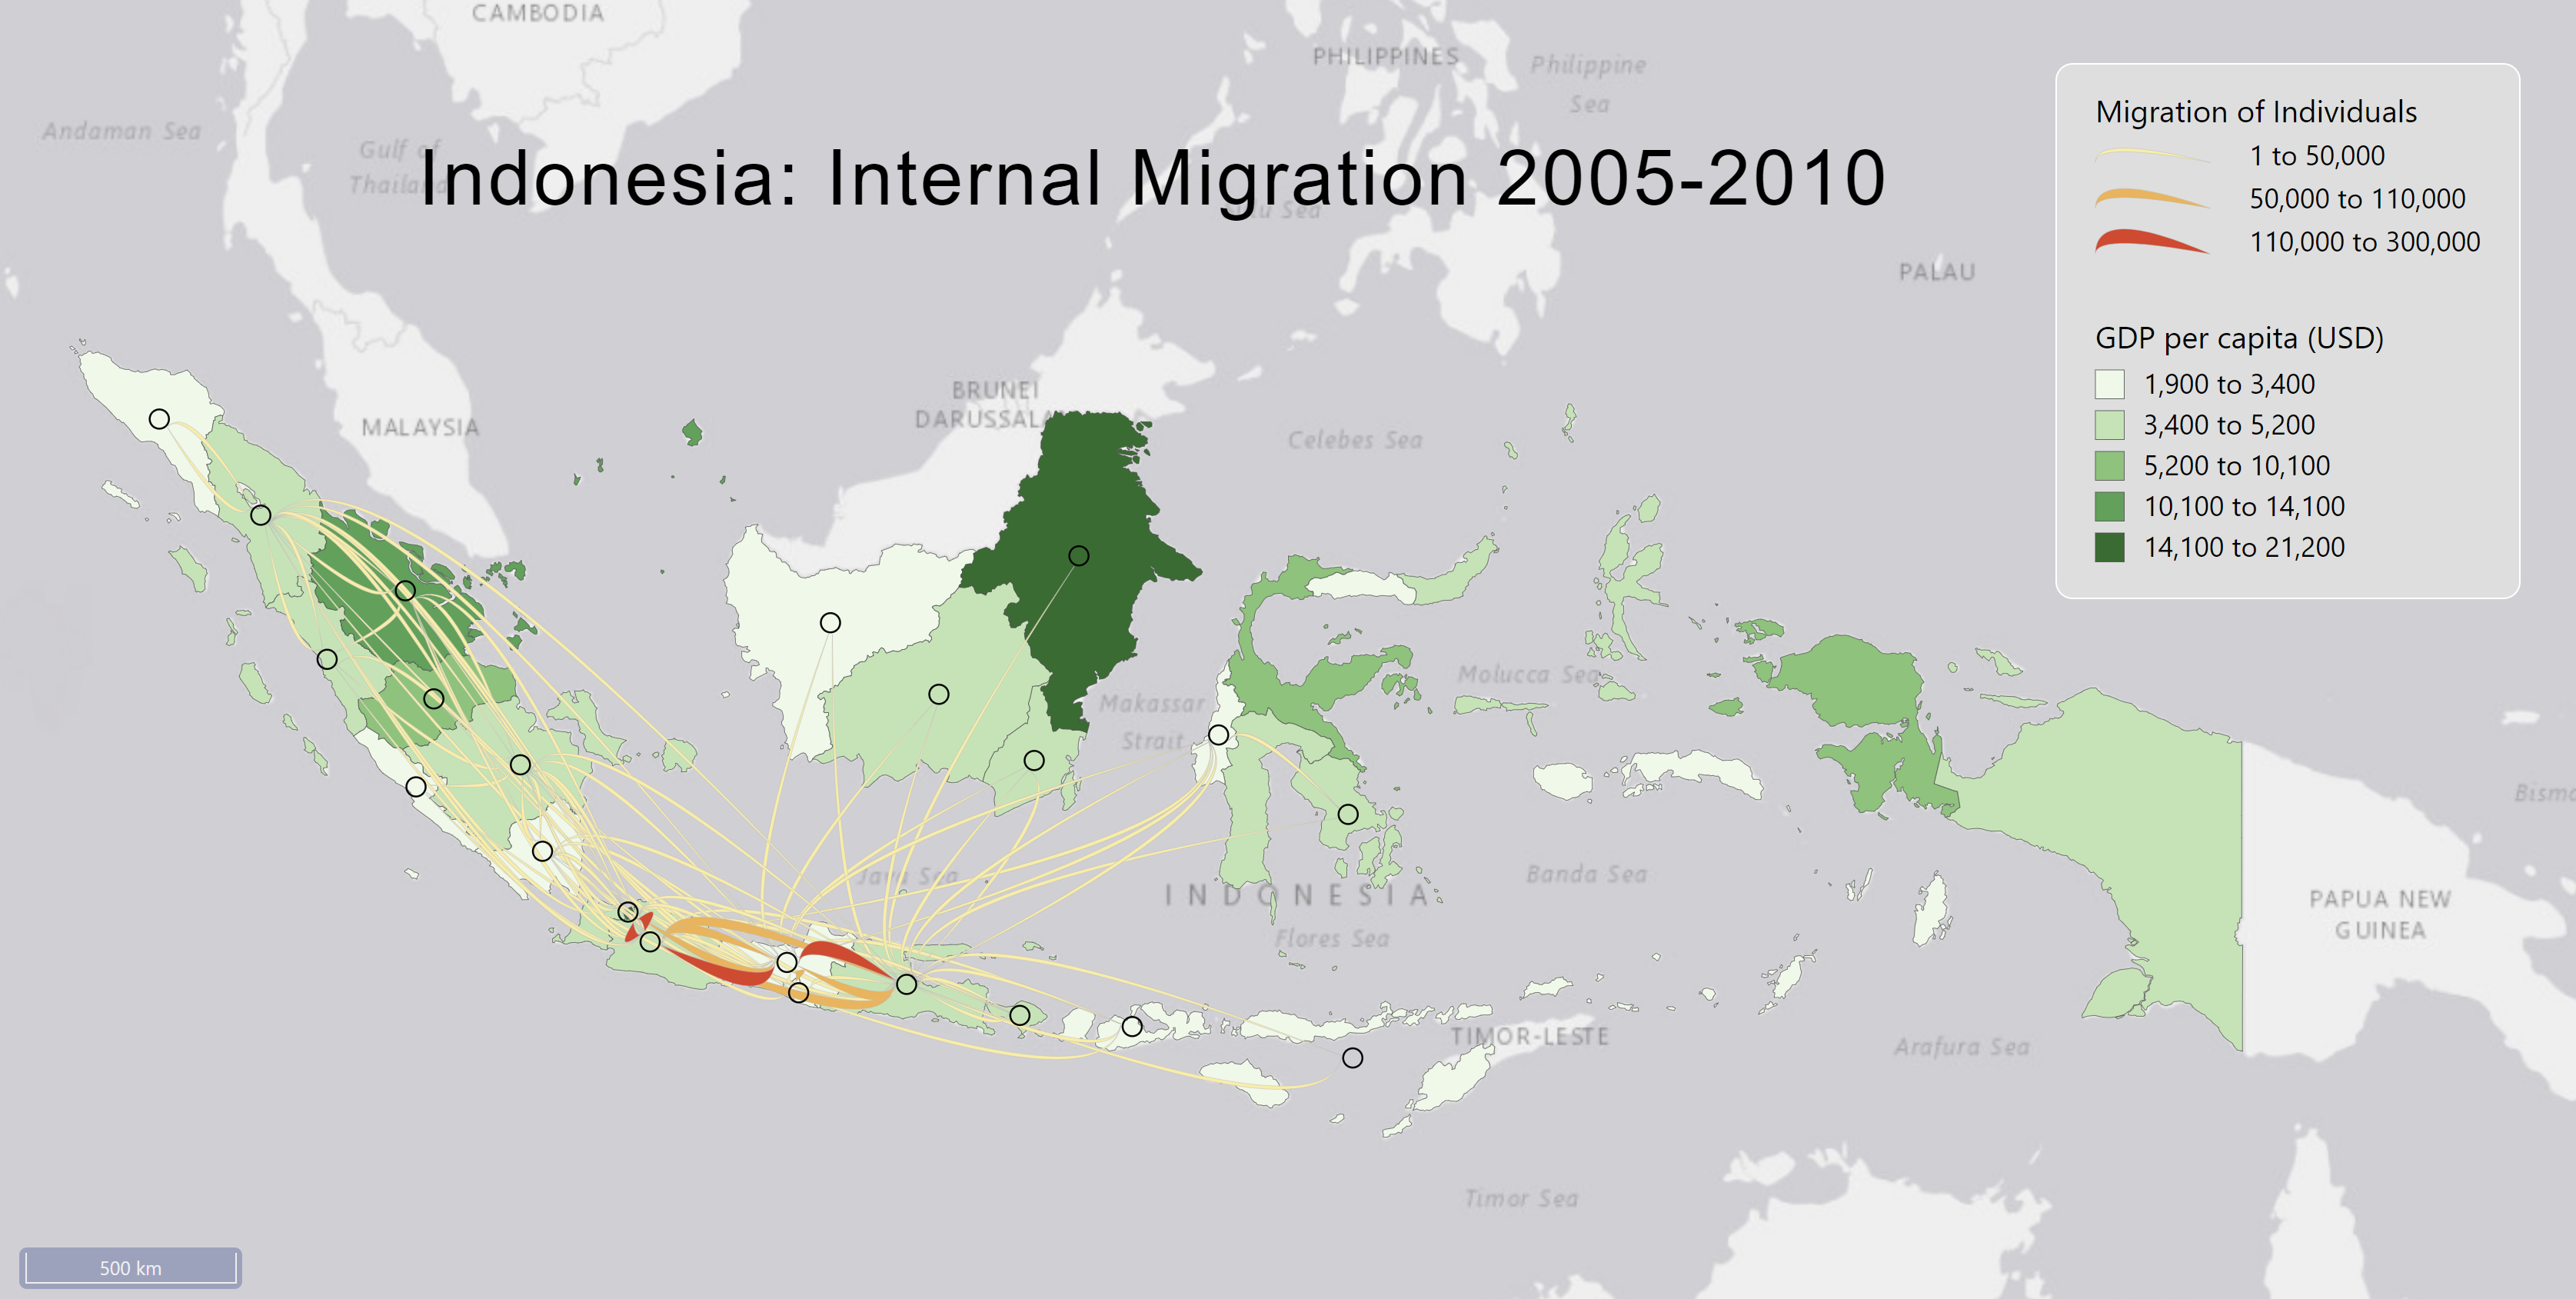 CAMBODIA
PHILIPPINES
Philippine
Sea
Andaman Sea
Gulf of
Thailand
Indonesia: Internal Migration 2005-2010
Sulu Sea
Migration of Individuals
1 to 50,000
50,000 to 110,000
110,000 to 300,000
PALAU
GDP per capita (USD)
1,900 to 3,400
3,400 to 5,200
5,200 to 10,100
10,100 to 14,100
14,100 to 21,200
BRUNEI
DARUSSALA
MALAYSIA
Celebes Sea
Molucca Sea
Makassar
Strait
Bismo
Java Sea
INDONESIA
Banda Sea
PAPUA NEW
GUINEA
Flores Sea
TIMOR-LESTE
Arafura Sea
Timor Sea
500 km